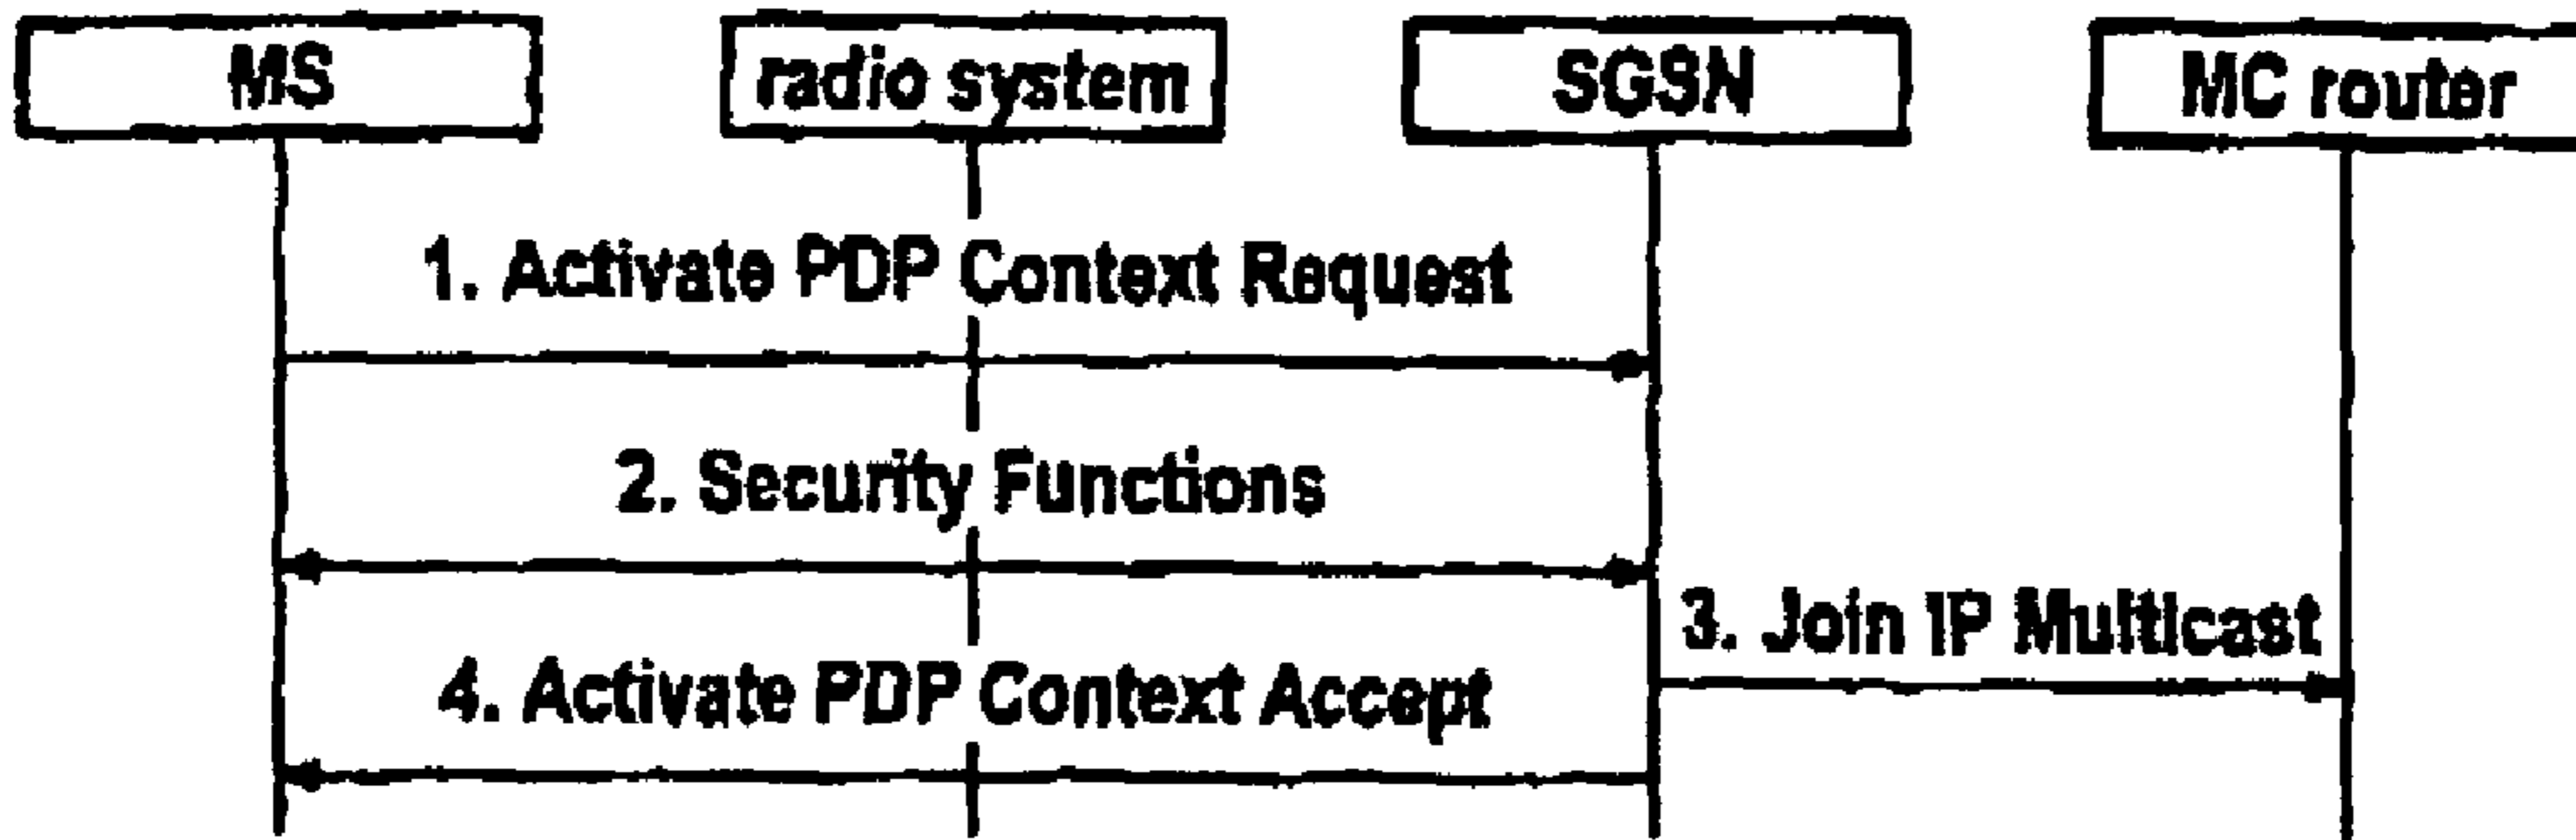 MS
radio system
SGSN
MC router
1. Activate PDP Context Request
2. Security Functions
3. Join IP Multicast
4. Activate PDP Context Accept